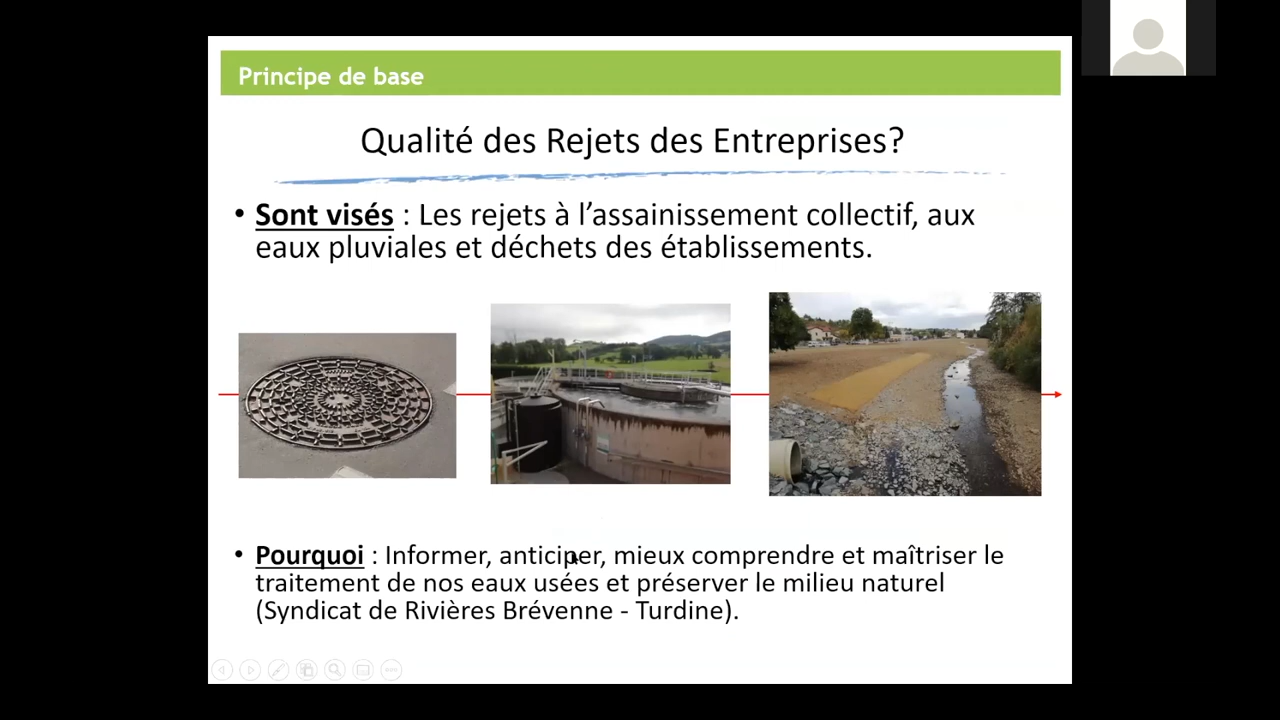 Principe de base
Qualité des Rejets des Entreprises?
• Sont visés : Les rejets à l’assainissement collectif, aux
eaux pluviales et déchets des établissements.
• Pourquoi : Informer, anticiper, mieux comprendre et maîtriser le
traitement de nos eaux usées et préserver le milieu naturel
(Syndicat de Rivières Brévenne - Turdine).